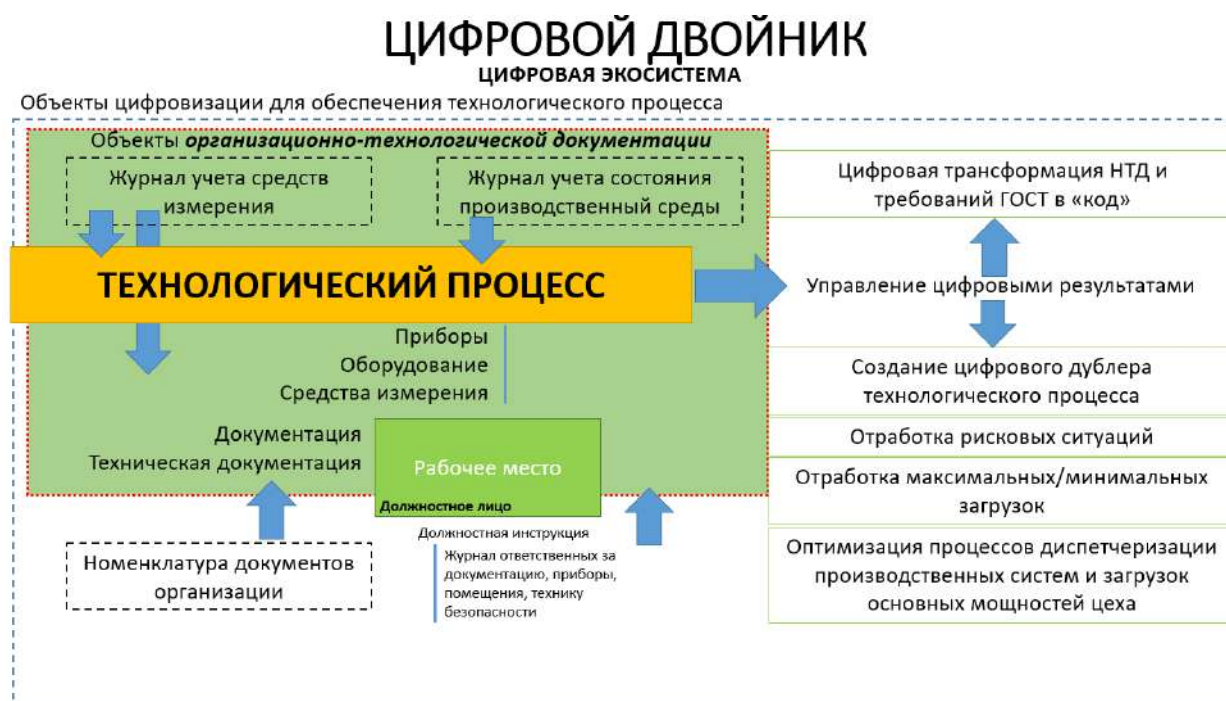 ЦИФРОВОЙ ДВОЙНИК
ЦИФРОВАЯ ЭКОСИСТЕМА
Объекты цифровизации для обеспечения технологического процесса
Объекты организационно-технологической документации
Журнал учета средств
измерения
Журнал учета состояния
производственный среды
ТЕХНОЛОГИЧЕСКИЙ ПРОЦЕСС
Приборы
Оборудование
Средства измерения
Документация
Техническая документация
Рабочее место
Должностное лицо
Должностная инструкция
Журнал ответственных за
документацию, приборы,
помещения, технику
безопасности
Номенклатура документов
организации
Цифровая трансформация НТД и
требований ГОСТ в «код»
Управление цифровыми результатами
Создание цифрового дублера
технологического процесса
Отработка рисковых ситуаций
Отработка максимальных/минимальных
загрузок
Оптимизация процессов диспетчеризации
производственных систем и загрузок
основных мощностей цеха